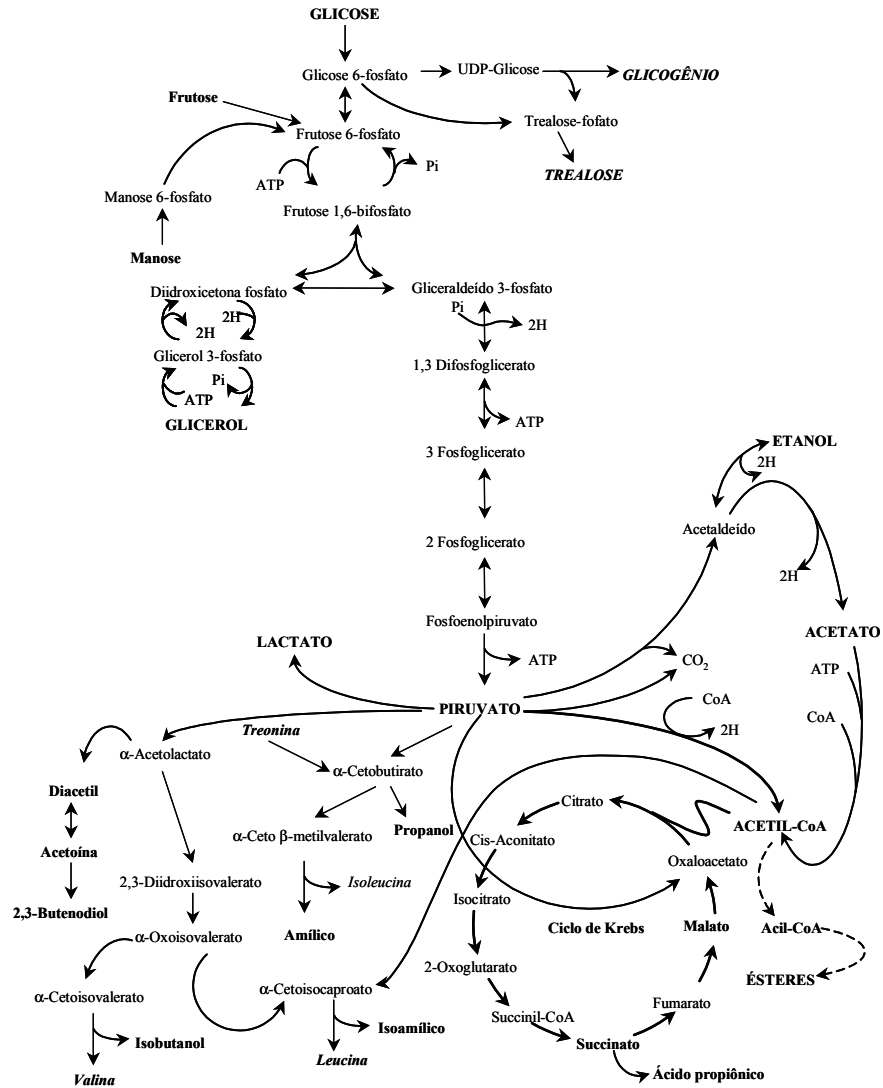 GLICOSE
Glicose 6-fosfato
UDP-Glicose
GLICOGÊNIO
Frutose
Trealose-fofato
Frutose 6-fosfato
ATP
Pi
TREALOSE
Manose 6-fosfato
Frutose 1,6-bifosfato
Manose
Diidroxicetona fosfato
Gliceraldeído 3-fosfato
2H
2H
Pi
2H
Glicerol 3-fosfato
1,3 Difosfoglicerato
Pi
ATP
GLICEROL
ATP
3 Fosfoglicerato
ETANOL
2H
Acetaldeído
2 Fosfoglicerato
2H
Fosfoenolpiruvato
ACETATO
LACTATO
ATP
CO2
ATP
PIRUVATO
CoA
CoA
2H
Treonina
α-Acetolactato
α-Cetobutirato
Diacetil
Citrato
Propanol
ACETIL-CoA
α-Ceto β-metilvalerato
Cis-Aconitato
Acetoína
Oxaloacetato
2,3-Diidroxiisovalerato
Isoleucina
Isocitrato
2,3-Butenodiol
Ciclo de Krebs
Malato
Acil-CoA
Amílico
α-Oxoisovalerato
2-Oxoglutarato
ÉSTERES
α-Cetoisovalerato
α-Cetoisocaproato
Fumarato
Succinil-CoA
Isobutanol
Isoamílico
Succinato
Leucina
Valina
Ácido propiônico